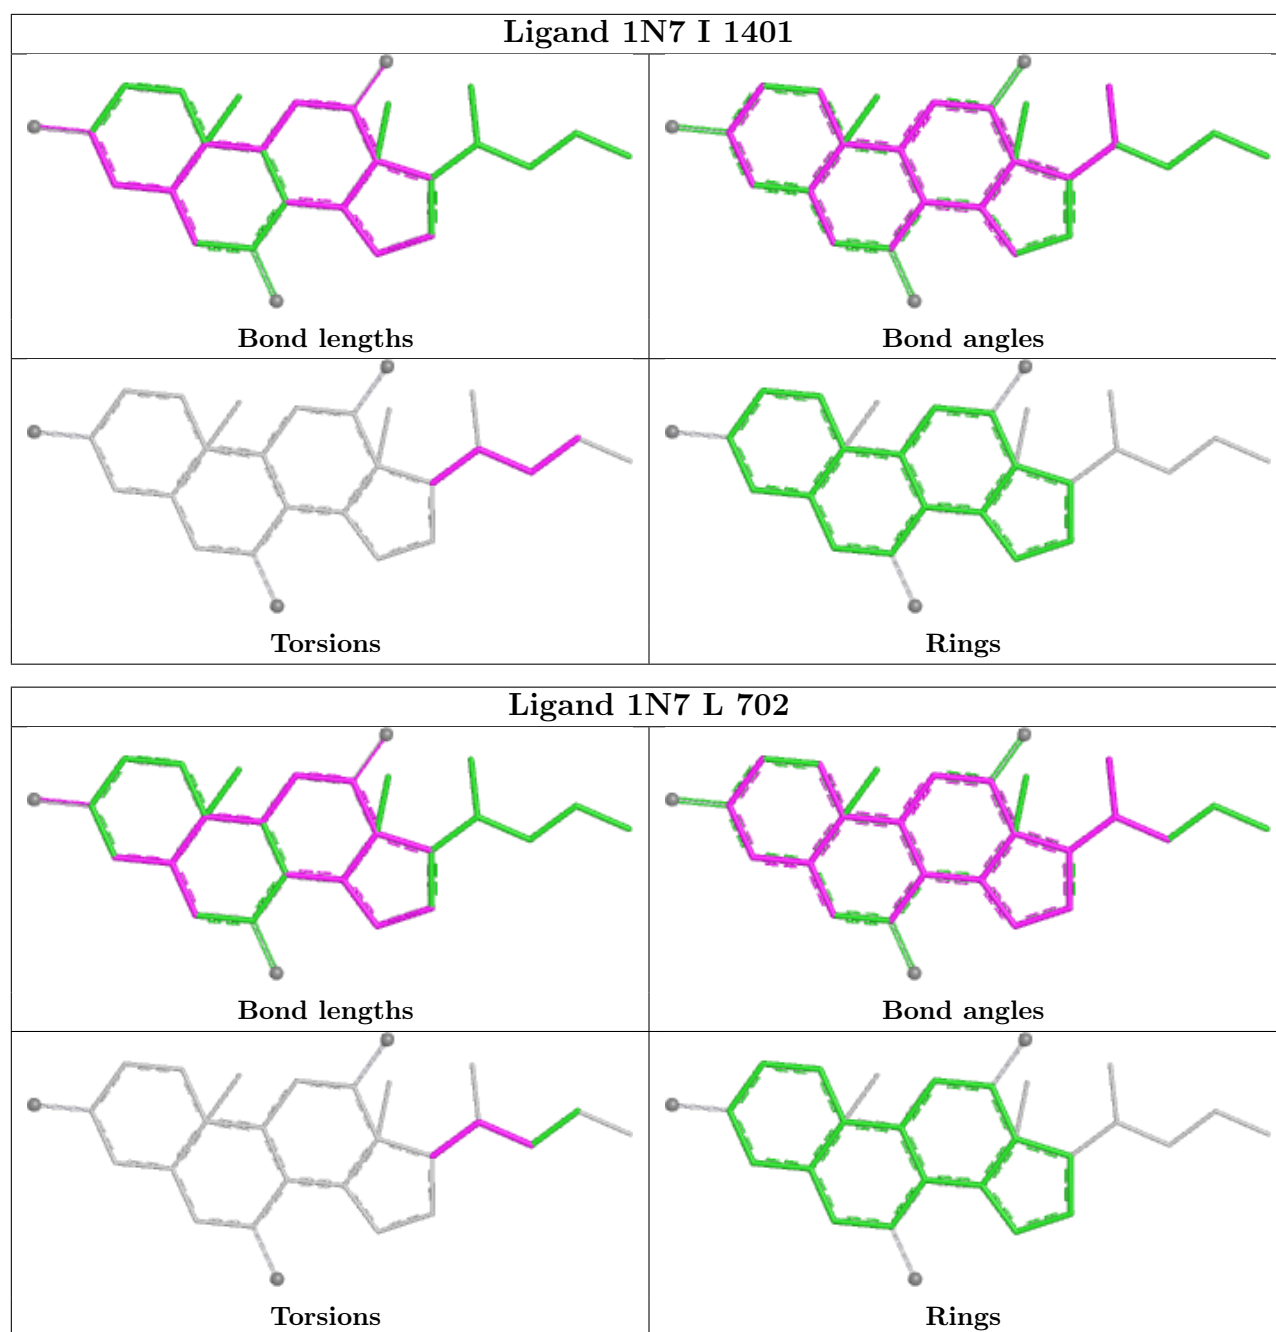 Ligand 1N7 I 1401
Bond lengths
Bond angles
Torsions
Rings
Ligand 1N7 L 702
Bond lengths
Bond angles
Torsions
Rings